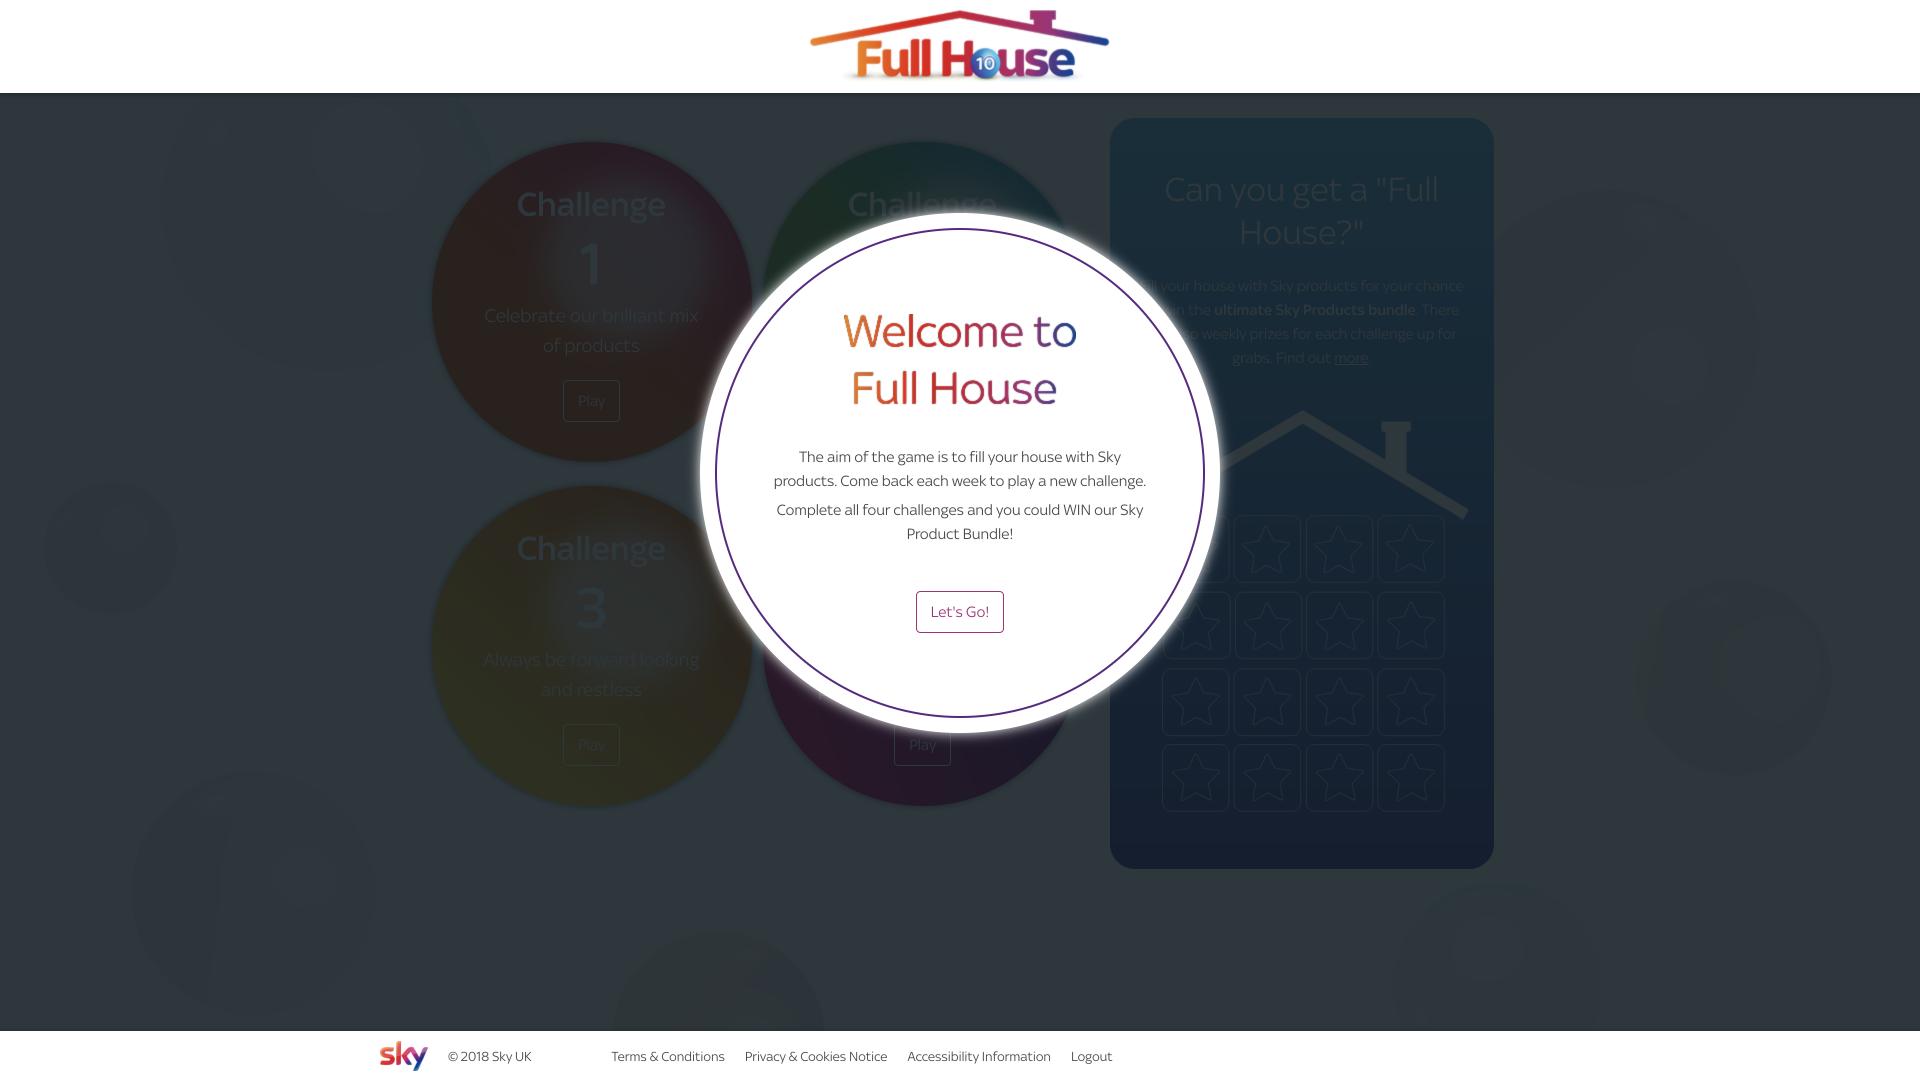 Full House
10
Challenge
1
Celebrate our brilliant mix
of products
Play
Challenge
Challenge
3
Always be forward looking
and restless
Play
Play
Welcome to
Full House
The aim of the game is to fill your house with Sky
products. Come back each week to play a new challenge.
Complete all four challenges and you could WIN our Sky
Product Bundle!
Let's Go!
Can you get a "Full
House?"
your house with Sky products for your chance
the ultimate Sky Products bundle. There
weekly prizes for each challenge up for
grabs. Find out more.
sky
© 2018 Sky UK
Terms & Conditions
Privacy & Cookies Notice
Accessibility Information
Logout